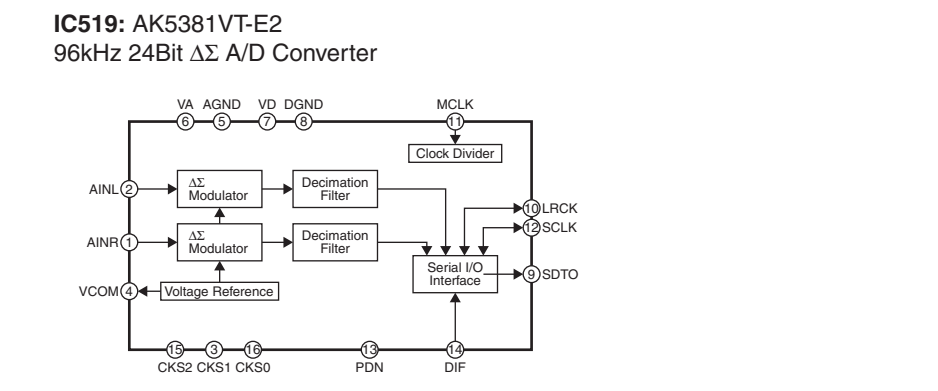 IC519: AK5381VT-E2
96kHz 24Bit ΔΣ A/D Converter
VA AGND VD DGND MCLK
6 5 7 8 11
Clock Divider
AINL 2
ΔΣ
Modulator
Decimation
Filter
10 LRCK
12 SCLK
AINR 1
ΔΣ
Modulator
Decimation
Filter
Serial I/O
Interface
9 SDTO
VCOM 4
Voltage Reference
15 3 16 13 14
CKS2 CKS1 CKS0 PDN DIF